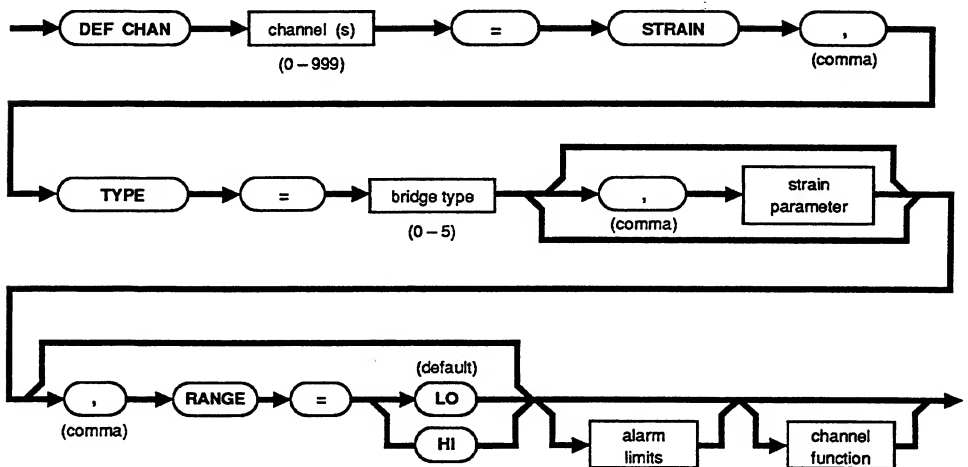 DEF CHAN channel (s) = STRAIN ,
(0 – 999) (comma)
TYPE = bridge type , strain parameter
(0 – 5) (comma)
(default)
, RANGE = LO
(comma) HI alarm limits channel function